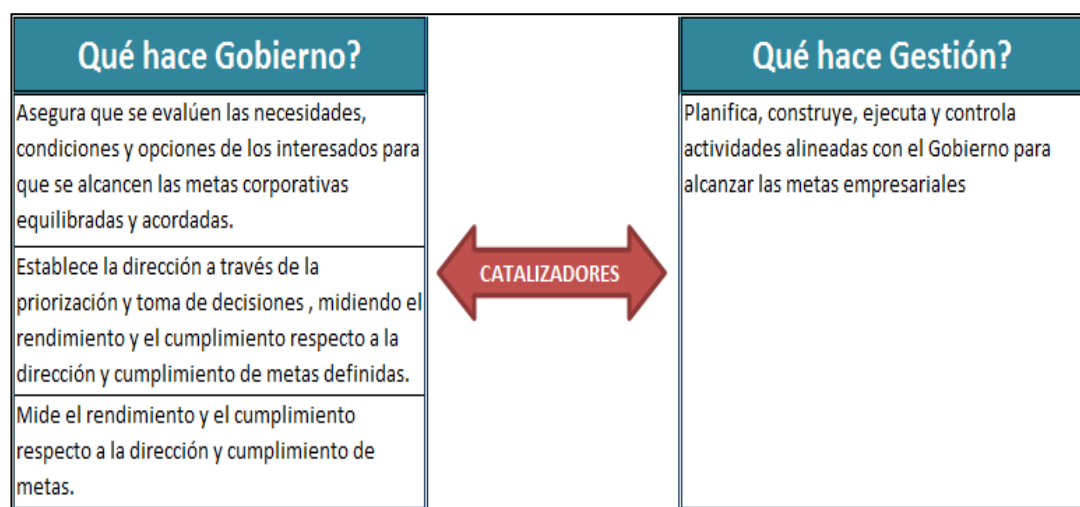 Qué hace Gobierno?
Asegura que se evalúen las necesidades,
condiciones y opciones de los interesados para
que se alcancen las metas corporativas
equilibradas y acordadas.
Establece la dirección a través de la
priorización y toma de decisiones , midiendo el
rendimiento y el cumplimiento respecto a la
dirección y cumplimiento de metas definidas.
Mide el rendimiento y el cumplimiento
respecto a la dirección y cumplimiento de
metas.
CATALIZADORES
Qué hace Gestión?
Planifica, construye, ejecuta y controla
actividades alineadas con el Gobierno para
alcanzar las metas empresariales